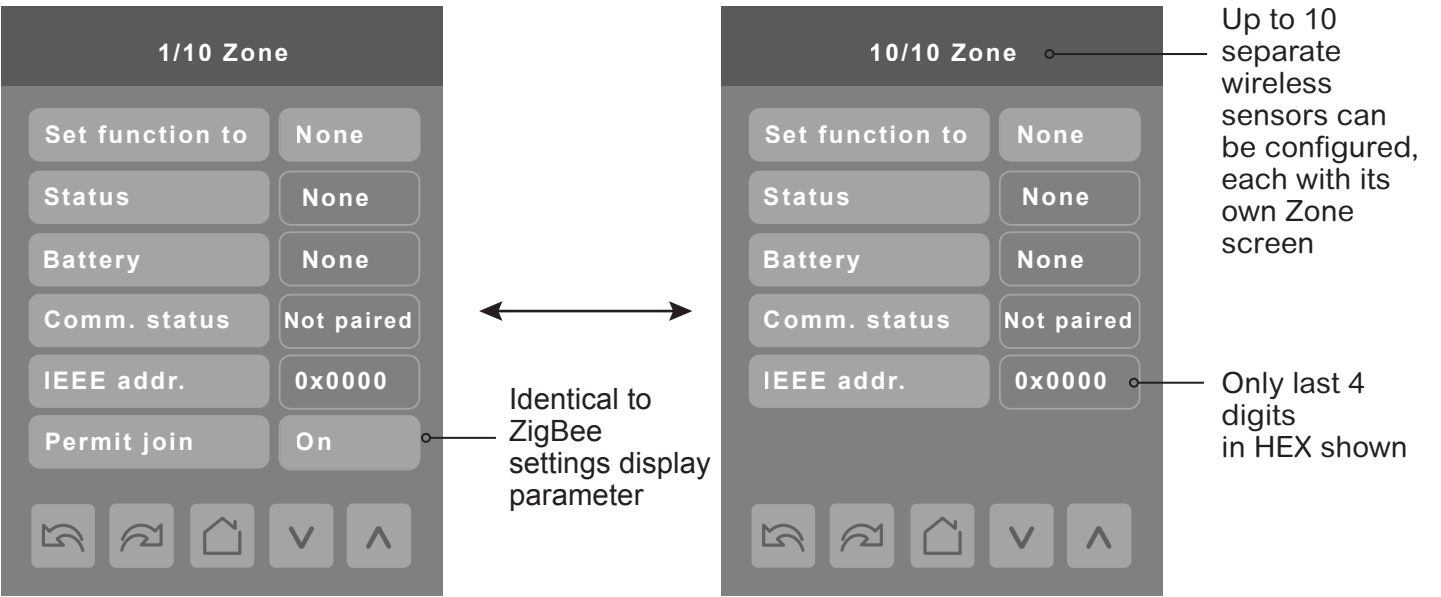 1/10 Zone
Set function to None
Status None
Battery None
Comm. status Not paired
IEEE addr. 0x0000
Permit join On
Identical to
ZigBee
settings display
parameter
10/10 Zone
Set function to None
Status None
Battery None
Comm. status Not paired
IEEE addr. 0x0000
Up to 10
separate
wireless
sensors can
be configured,
each with its
own Zone
screen
Only last 4
digits
in HEX shown